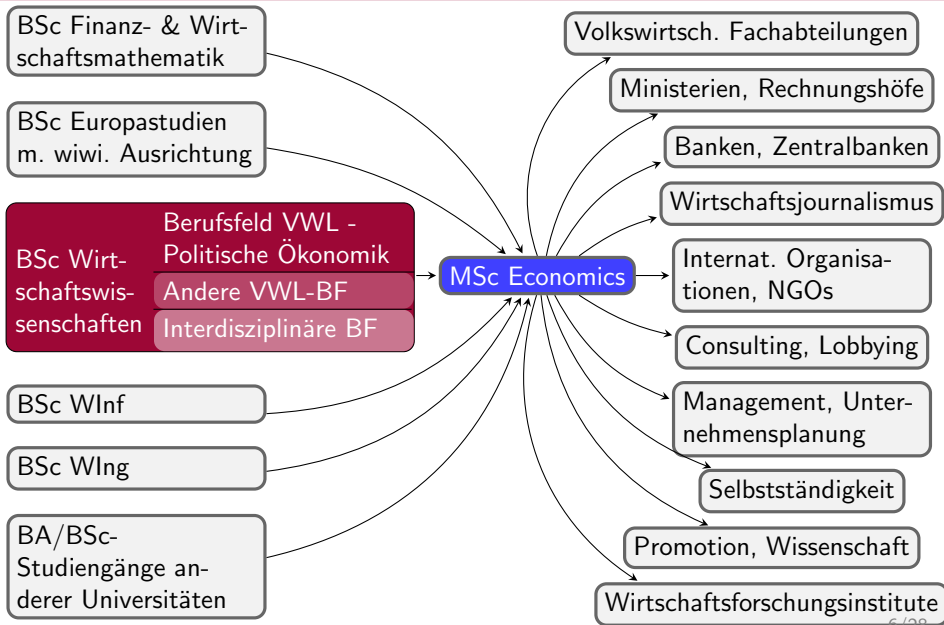 BSc Finanz- & Wirt-
schaftsmathematik
BSc Europastudien
m. wiwi. Ausrichtung
BSc Wirt-
schaftswis-
senschaften
Berufsfeld VWL -
Politische Ökonomik
Andere VWL-BF
Interdisziplinäre BF
BSc WInf
BSc WIng
BA/BSc-
Studiengänge an-
derer Universitäten
MSc Economics
Volkswirtsch. Fachabteilungen
Ministerien, Rechnungshöfe
Banken, Zentralbanken
Wirtschaftsjournalismus
Internat. Organisa-
tionen, NGOs
Consulting, Lobbying
Management, Unter-
nehmensplanung
Selbstständigkeit
Promotion, Wissenschaft
Wirtschaftsforschungsinstitute
6/28